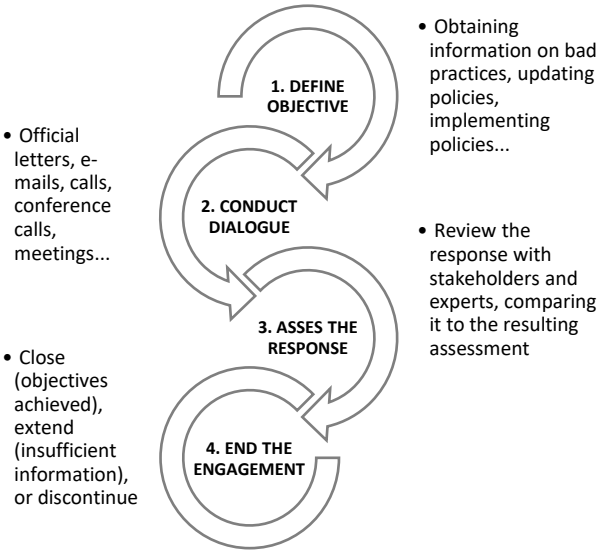 1. DEFINE
OBJECTIVE
• Obtaining
information on bad
practices, updating
policies,
implementing
policies...
• Official
letters, e-
mails, calls,
conference
calls,
meetings...
2. CONDUCT
DIALOGUE
• Review the
response with
stakeholders and
experts, comparing
it to the resulting
assessment
3. ASSES THE
RESPONSE
• Close
(objectives
achieved),
extend
(insufficient
information),
or discontinue
4. END THE
ENGAGEMENT